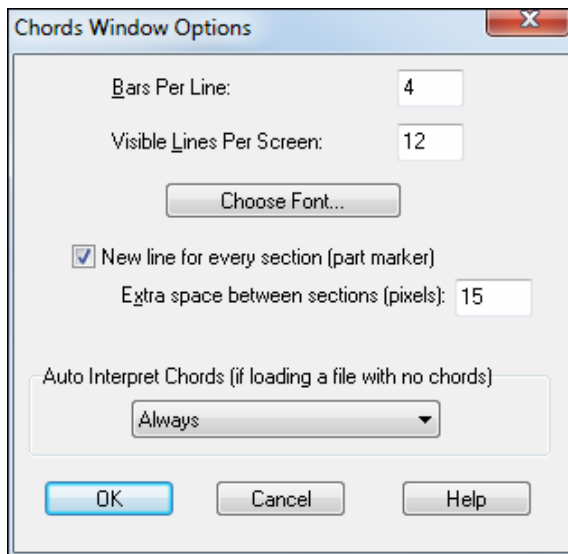 Chords Window Options
Bars Per Line: 4
Visible Lines Per Screen: 12
Choose Font...
New line for every section (part marker)
Extra space between sections (pixels): 15
Auto Interpret Chords (if loading a file with no chords)
Always
OK Cancel Help